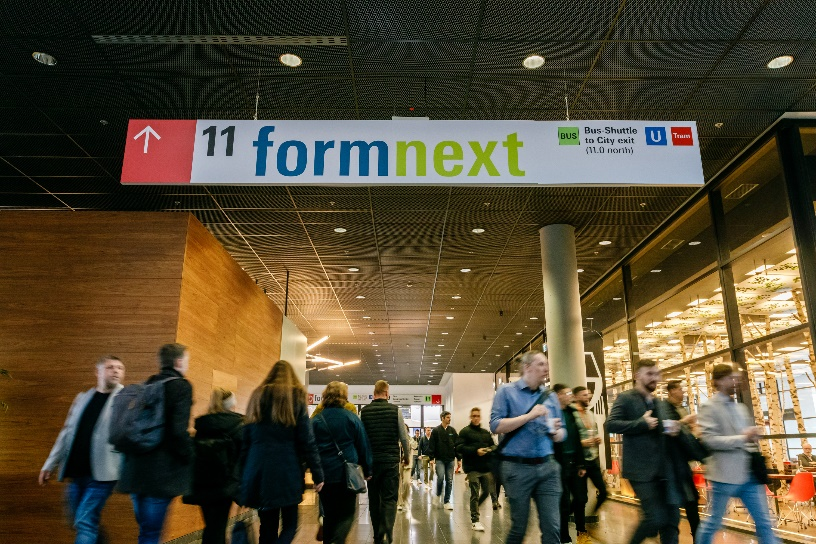 11 formnext
BUS
Bus-Shuttle
to City exit
(11.0 north)
U
Tram